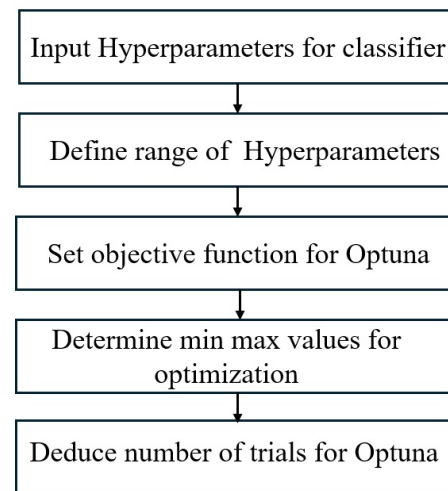 Input Hyperparameters for classifier
Define range of Hyperparameters
Set objective function for Optuna
Determine min max values for
optimization
Deduce number of trials for Optuna